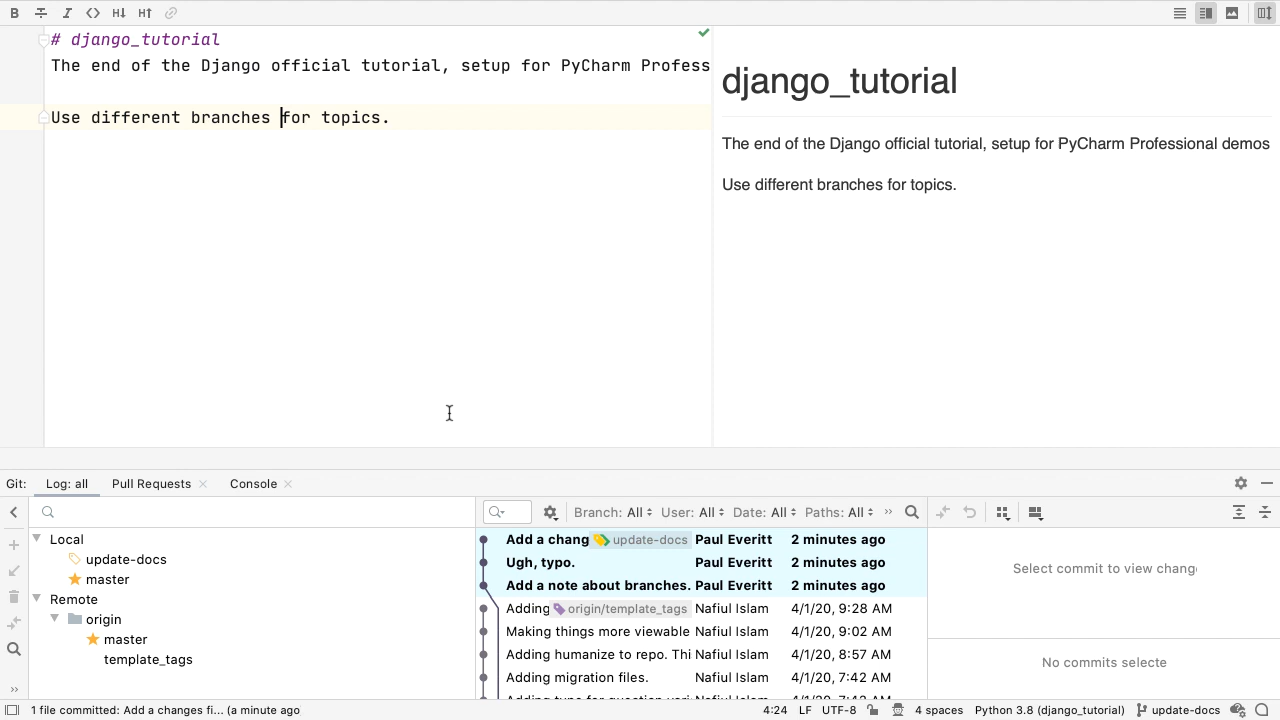 B I H↓ H↑
# django_tutorial
The end of the Django official tutorial, setup for PyCharm Profess
Use different branches for topics.
django_tutorial
The end of the Django official tutorial, setup for PyCharm Professional demos
Use different branches for topics.
Git: Log: all Pull Requests Console
Branch: All User: All Date: All Paths: All
Local
update-docs
master
Remote
origin
master
template_tags
Add a chang update-docs Paul Everitt 2 minutes ago
Ugh, typo. Paul Everitt 2 minutes ago
Add a note about branches. Paul Everitt 2 minutes ago
Adding origin/template_tags Nafiul Islam 4/1/20, 9:28 AM
Making things more viewable Nafiul Islam 4/1/20, 9:02 AM
Adding humanize to repo. Thi Nafiul Islam 4/1/20, 8:57 AM
Adding migration files. Nafiul Islam 4/1/20, 7:42 AM
Select commit to view chang
No commits selecte
1 file committed: Add a changes fi... (a minute ago
4:24 LF UTF-8 4 spaces Python 3.8 (django_tutorial) update-docs